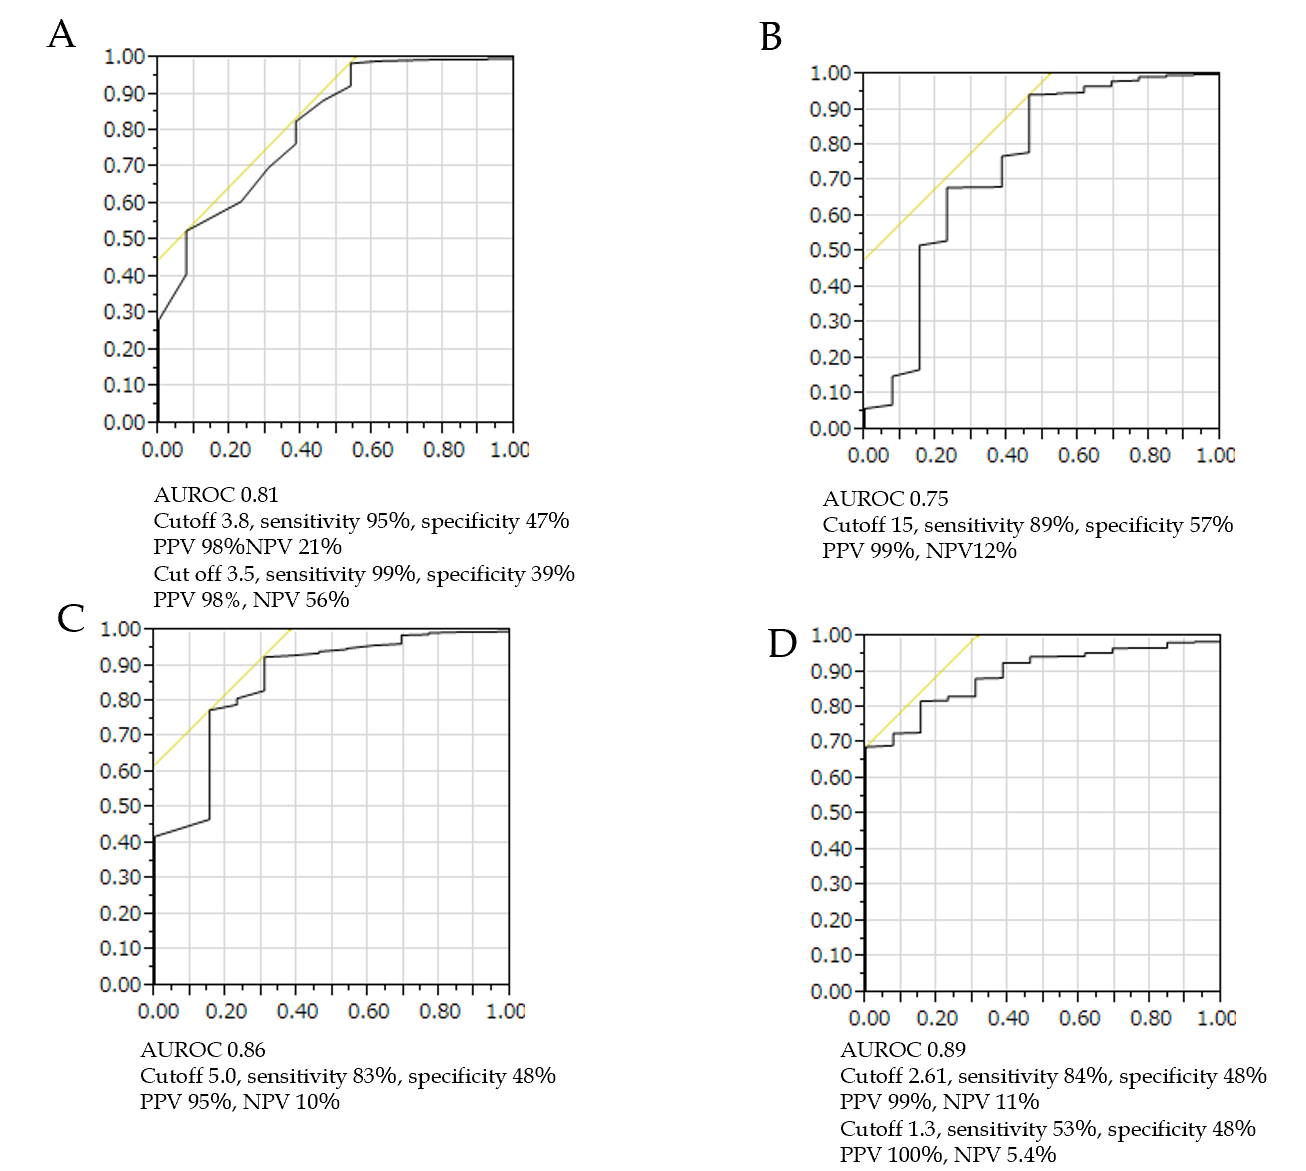 A
1.00
0.90
0.80
0.70
0.60
0.50
0.40
0.30
0.20
0.10
0.00
0.00 0.20 0.40 0.60 0.80 1.00
AUROC 0.81
Cutoff 3.8, sensitivity 95%, specificity 47%
PPV 98%NPV 21%
Cut off 3.5, sensitivity 99%, specificity 39%
PPV 98%, NPV 56%
B
1.00
0.90
0.80
0.70
0.60
0.50
0.40
0.30
0.20
0.10
0.00
0.00 0.20 0.40 0.60 0.80 1.00
AUROC 0.75
Cutoff 15, sensitivity 89%, specificity 57%
PPV 99%, NPV12%
C
1.00
0.90
0.80
0.70
0.60
0.50
0.40
0.30
0.20
0.10
0.00
0.00 0.20 0.40 0.60 0.80 1.00
AUROC 0.86
Cutoff 5.0, sensitivity 83%, specificity 48%
PPV 95%, NPV 10%
D
1.00
0.90
0.80
0.70
0.60
0.50
0.40
0.30
0.20
0.10
0.00
0.00 0.20 0.40 0.60 0.80 1.00
AUROC 0.89
Cutoff 2.61, sensitivity 84%, specificity 48%
PPV 99%, NPV 11%
Cutoff 1.3, sensitivity 53%, specificity 48%
PPV 100%, NPV 5.4%